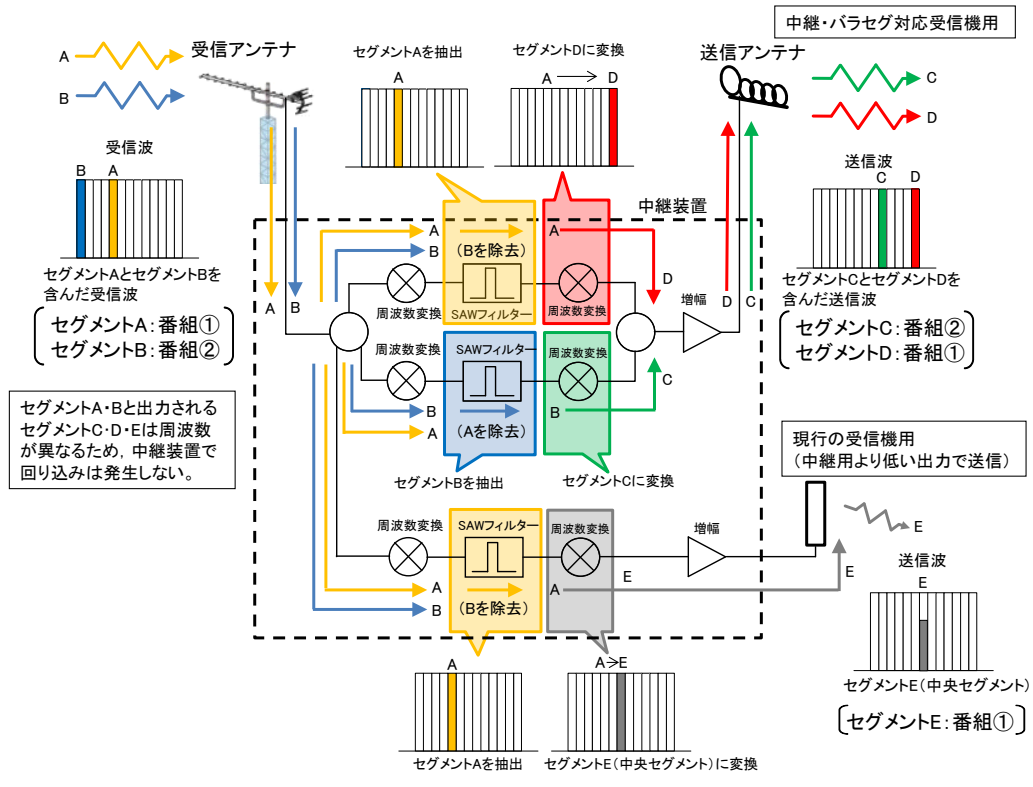 中継・バラセグ対応受信機用
受信アンテナ
送信アンテナ
A
B
セグメントAを抽出
A
セグメントDに変換
A
D
C
D
受信波
B
A
セグメントAとセグメントBを
含んだ受信波
セグメントA：番組①
セグメントB：番組②
送信波
C
D
セグメントCとセグメントDを
含んだ送信波
セグメントC：番組②
セグメントD：番組①
中継装置
A
B
A
B
(Bを除去)
周波数変換
SAWフィルター
A
周波数変換
D
増幅
D
C
周波数変換
SAWフィルター
周波数変換
B
A
(Aを除去)
B
C
セグメントBを抽出
セグメントCに変換
セグメントA・Bと出力される
セグメントC・D・Eは周波数
が異なるため，中継装置で
回り込みは発生しない。
現行の受信機用
（中継用より低い出力で送信）
周波数変換
SAWフィルター
周波数変換
増幅
A
B
(Bを除去)
A
E
E
E
送信波
E
セグメントE（中央セグメント）
セグメントE：番組①
A
セグメントAを抽出
A→E
セグメントE（中央セグメント）に変換